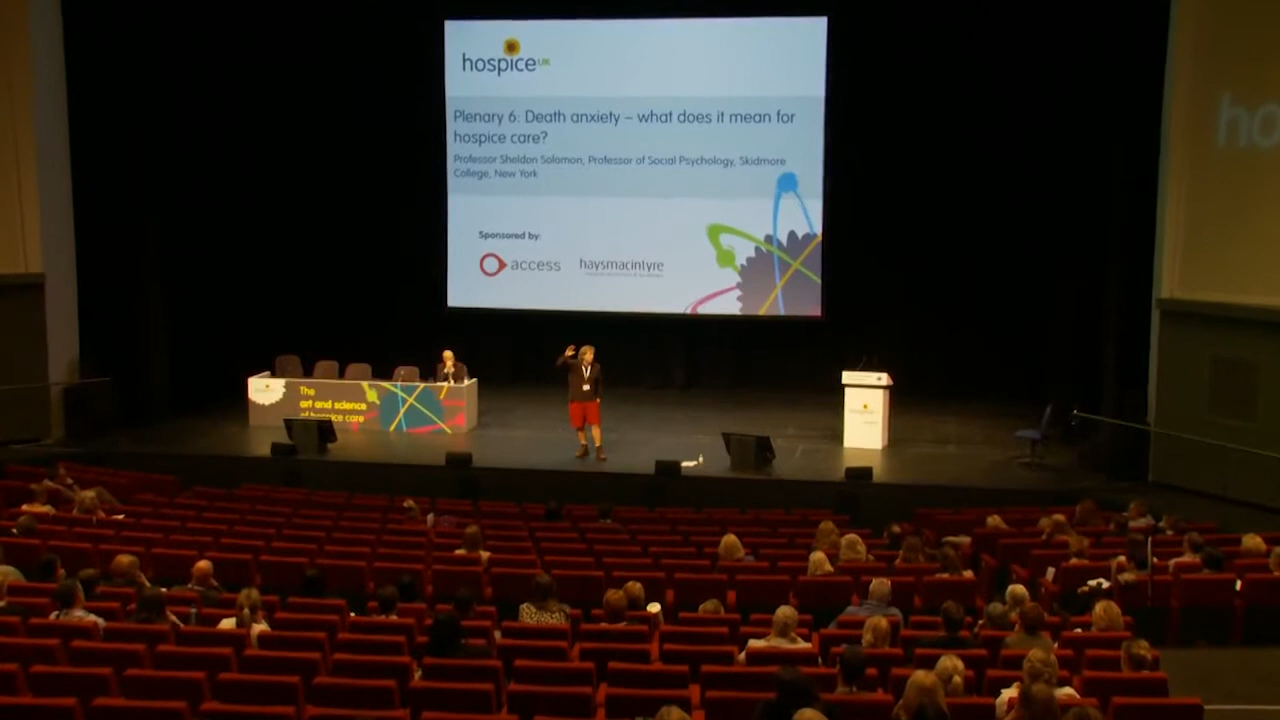 hospice UK
Plenary 6: Death anxiety – what does it mean for
hospice care?
Professor Sheldon Solomon, Professor of Social Psychology, Skidmore
College, New York
Sponsored by:
access
haysmacintyre
The
art and science
of hospice care
ho